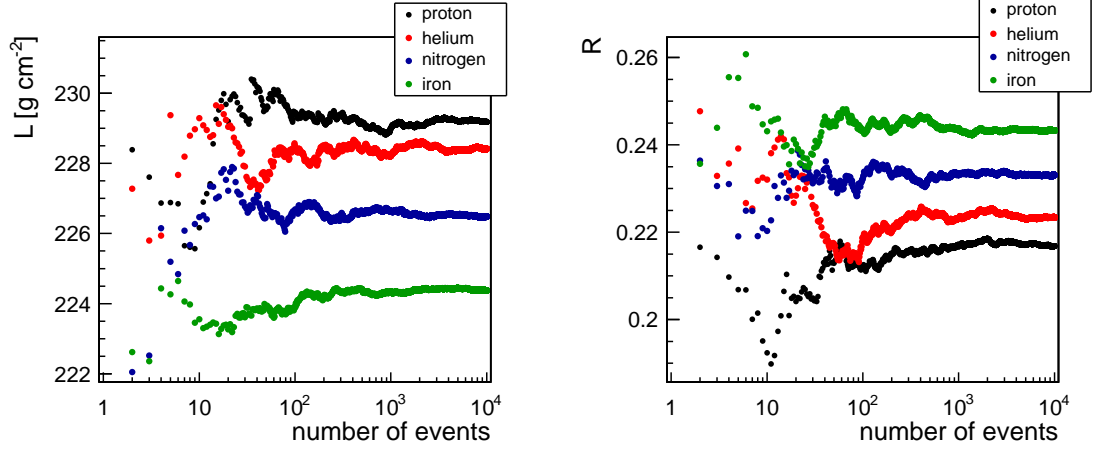 proton
helium
nitrogen
iron
L [g cm⁻²]
230
228
226
224
222
1
10
10²
10³
10⁴
number of events
proton
helium
nitrogen
iron
R
0.26
0.24
0.22
0.2
1
10
10²
10³
10⁴
number of events